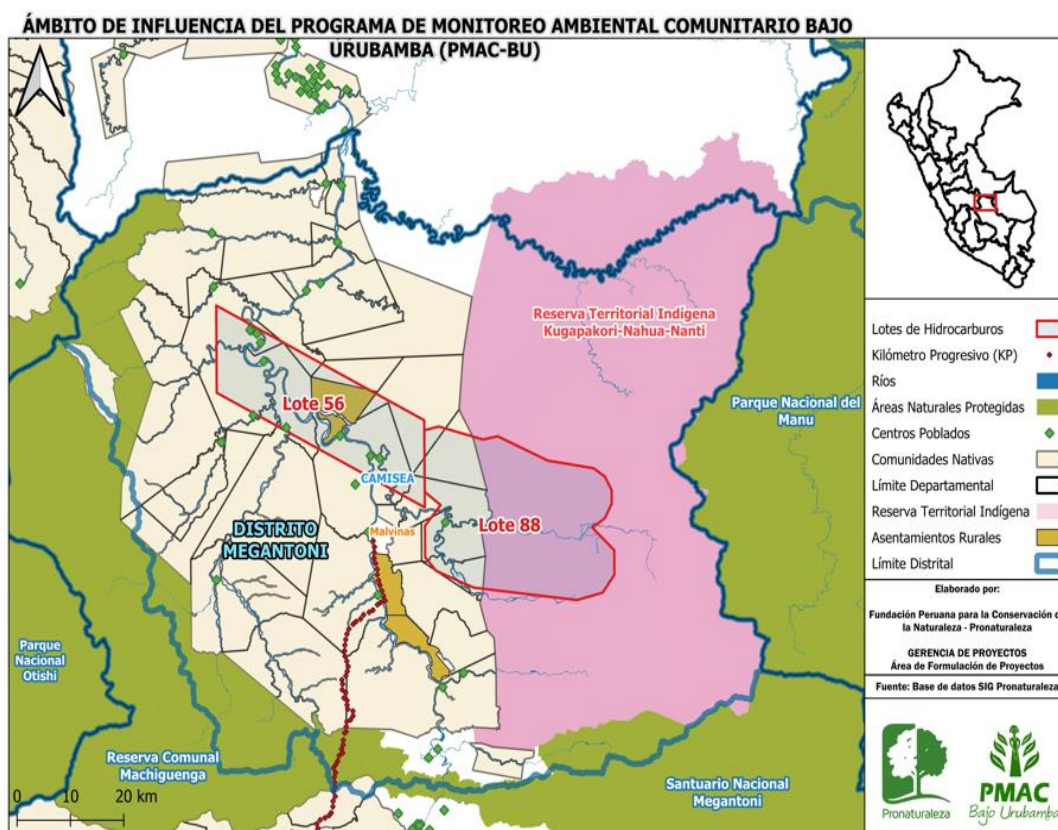 ÁMBITO DE INFLUENCIA DEL PROGRAMA DE MONITOREO AMBIENTAL COMUNITARIO BAJO
URUBAMBA (PMAC-BU)
Reserva Territorial Indígena
Kugapakori-Nahua-Nanti
Parque Nacional del
Manu
Lote 56
CAMISEA
Lote 88
Malvinas
DISTRITO
MEGANTONI
Parque
Nacional
Otishi
Reserva Comunal
Machiguenga
Santuario Nacional
Megantoni
0 10 20 km
Lotes de Hidrocarburos
Kilómetro Progresivo (KP)
Ríos
Áreas Naturales Protegidas
Centros Poblados
Comunidades Nativas
Límite Departamental
Reserva Territorial Indígena
Asentamientos Rurales
Límite Distrital
Elaborado por:
Fundación Peruana para la Conservación d
la Naturaleza - Pronaturaleza
GERENCIA DE PROYECTOS
Área de Formulación de Proyectos
Fuente: Base de datos SIG Pronaturaleza
Pronaturaleza
PMAC
Bajo Urubamba